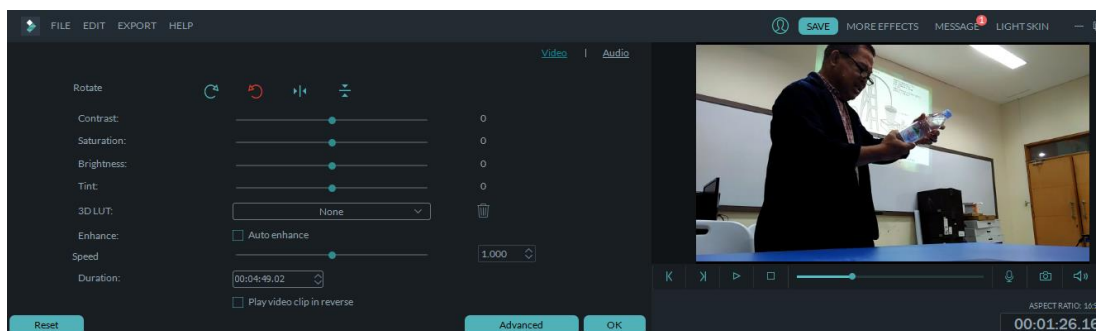 FILE EDIT EXPORT HELP
SAVE MORE EFFECTS MESSAGE 1 LIGHT SKIN
Video | Audio
Rotate
Contrast: 0
Saturation: 0
Brightness: 0
Tint: 0
3D LUT: None
Enhance: Auto enhance
Speed 1.000
Duration: 00:04:49.02
Play video clip in reverse
Reset Advanced OK
ASPECT RATIO: 16:9
00:01:26.16